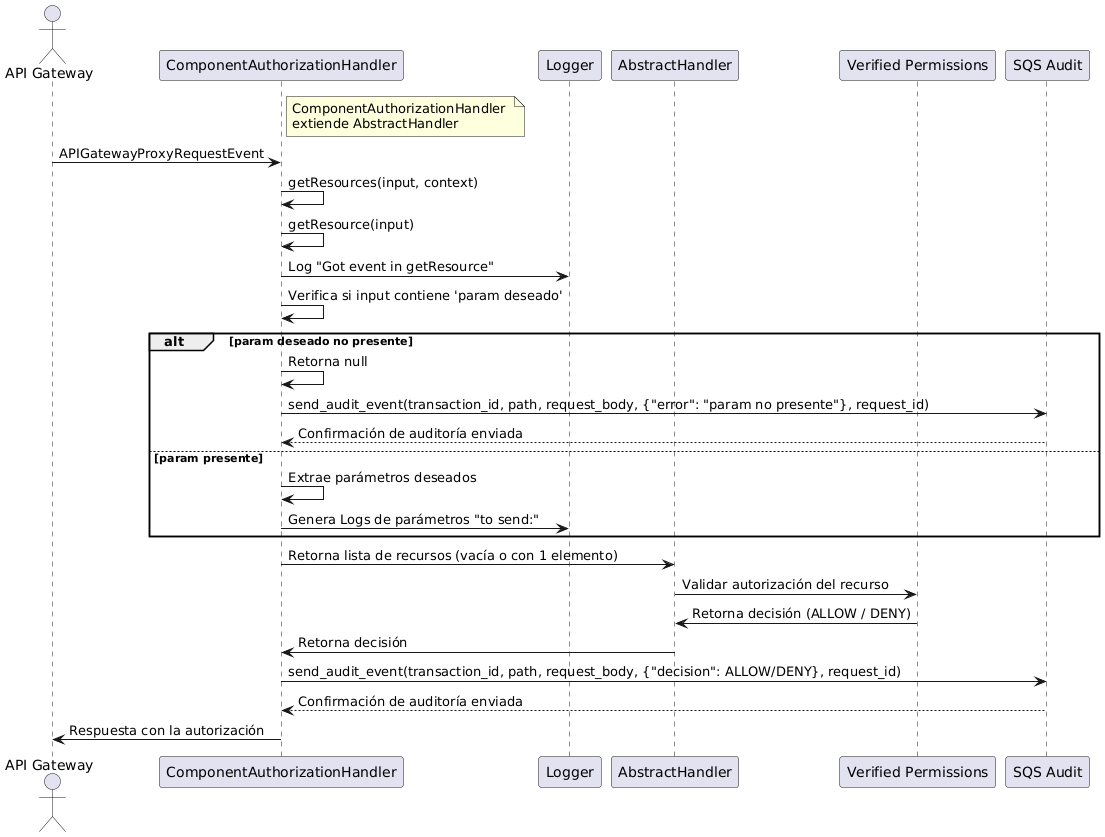 API Gateway
ComponentAuthorizationHandler
Logger
AbstractHandler
Verified Permissions
SQS Audit
ComponentAuthorizationHandler
extiende AbstractHandler
APIGatewayProxyRequestEvent
getResources(input, context)
getResource(input)
Log "Got event in getResource"
Verifica si input contiene 'param deseado'
alt [param deseado no presente]
Retorna null
send_audit_event(transaction_id, path, request_body, {"error": "param no presente"}, request_id)
Confirmación de auditoría enviada
[param presente]
Extrae parámetros deseados
Genera Logs de parámetros "to send:"
Retorna lista de recursos (vacía o con 1 elemento)
Validar autorización del recurso
Retorna decisión (ALLOW / DENY)
Retorna decisión
send_audit_event(transaction_id, path, request_body, {"decision": ALLOW/DENY}, request_id)
Confirmación de auditoría enviada
Respuesta con la autorización
API Gateway
ComponentAuthorizationHandler
Logger
AbstractHandler
Verified Permissions
SQS Audit